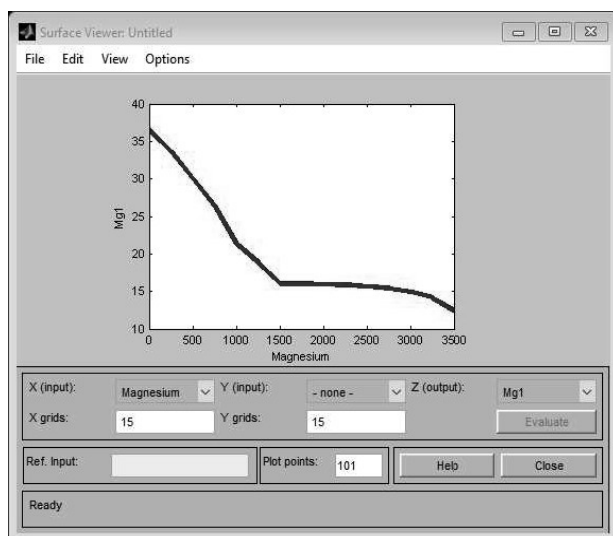 Surface Viewer: Untitled
File Edit View Options
40
35
30
25
20
15
10
Mg1
0 500 1000 1500 2000 2500 3000 3500
Magnesium
X (input): Magnesium Y (input): - none - Z (output): Mg1
X grids: 15 Y grids: 15 Evaluate
Ref. Input: Plot points: 101 Help Close
Ready